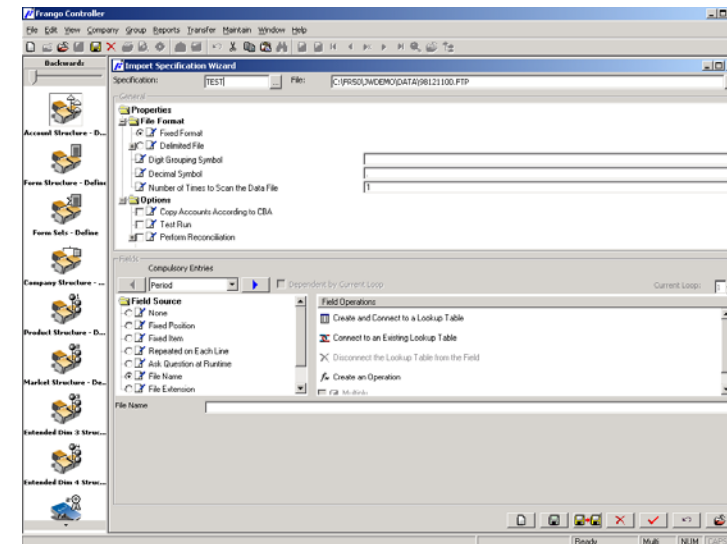 Frango Controller
File Edit View Company Group Reports Transfer Maintain Window Help
Backwards
Import Specification Wizard
Specification: TEST ... File: C:\FRSO\JWDEMO\DATA\98121100.FTP
General
Properties
File Format
Fixed Format
Delimited File
Digit Grouping Symbol
Decimal Symbol
Number of Times to Scan the Data File 1
Options
Copy Accounts According to CBA
Test Run
Perform Reconciliation
Account Structure - D...
Form Structure - Define
Form Sets - Define
Company Structure - ...
Product Structure - D...
Market Structure - De...
Extended Dim 3 Struc...
Extended Dim 4 Struc...
Fields
Compulsory Entries
Period Dependent by Current Loop Current Loop:
Field Source
None
Fixed Position
Fixed Item
Repeated on Each Line
Ask Question at Runtime
File Name
File Extension
Field Operations
Create and Connect to a Lookup Table
Connect to an Existing Lookup Table
Disconnect the Lookup Table from the Field
Create an Operation
Multiply
File Name
Ready Multi NUM CAP